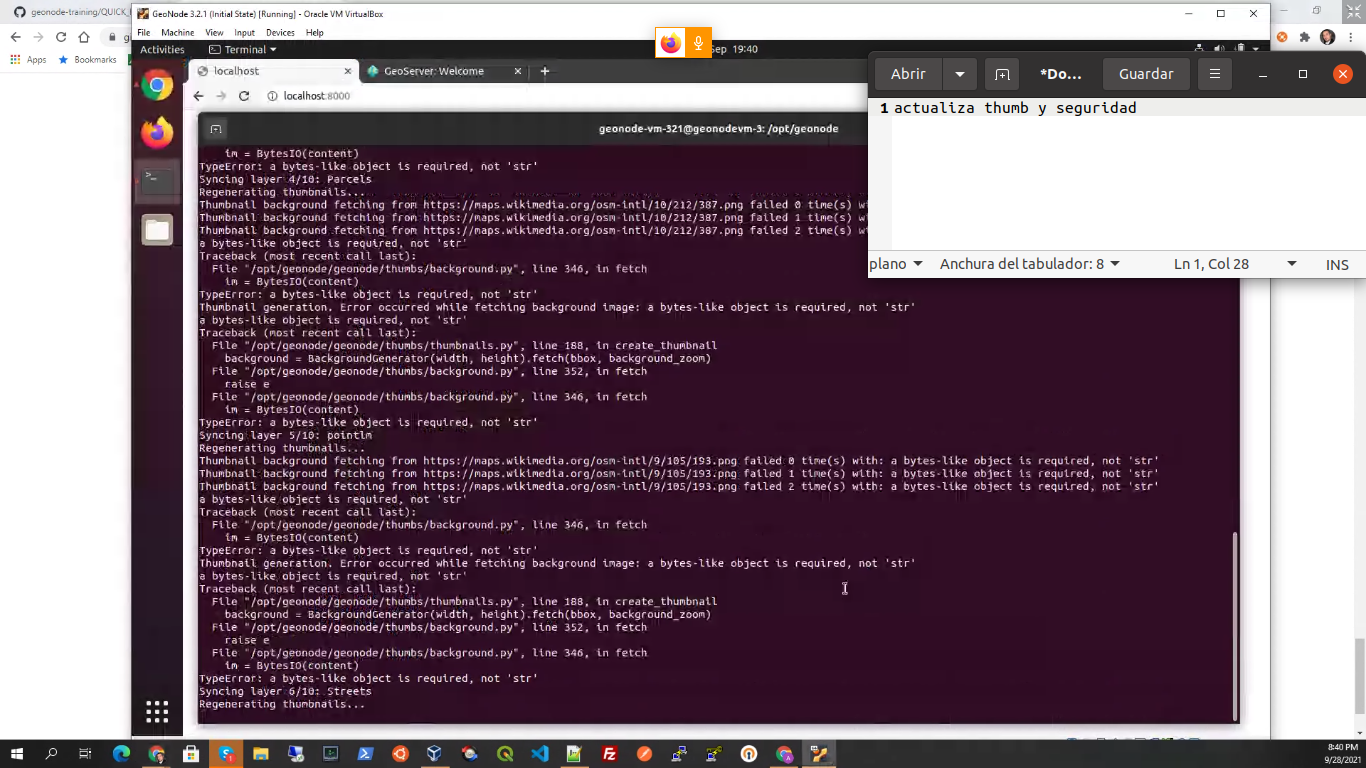 geonode-training/QUICK_
GeoNode 3.2.1 (Initial State) [Running] - Oracle VM VirtualBox
File Machine View Input Devices Help
Apps Bookmarks
Activities Terminal Sep 19:40
localhost GeoServer: Welcome
localhost:8000
Abrir *Do... Guardar
1 actualiza thumb y seguridad
plano Anchura del tabulador: 8 Ln 1, Col 28 INS
geonode-vm-321@geonodevm-3: /opt/geonode
im = BytesIO(content)
TypeError: a bytes-like object is required, not 'str'
Syncing layer 4/10: Parcels
Regenerating thumbnails...
Thumbnail background fetching from https://maps.wikimedia.org/osm-intl/10/212/387.png failed 0 time(s) wit
Thumbnail background fetching from https://maps.wikimedia.org/osm-intl/10/212/387.png failed 1 time(s) wit
Thumbnail background fetching from https://maps.wikimedia.org/osm-intl/10/212/387.png failed 2 time(s) wit
a bytes-like object is required, not 'str'
Traceback (most recent call last):
File "/opt/geonode/geonode/thumbs/background.py", line 346, in fetch
im = BytesIO(content)
TypeError: a bytes-like object is required, not 'str'
Thumbnail generation. Error occurred while fetching background image: a bytes-like object is required, not 'str'
a bytes-like object is required, not 'str'
Traceback (most recent call last):
File "/opt/geonode/geonode/thumbs/thumbnails.py", line 188, in create_thumbnail
background = BackgroundGenerator(width, height).fetch(bbox, background_zoom)
File "/opt/geonode/geonode/thumbs/background.py", line 352, in fetch
raise e
File "/opt/geonode/geonode/thumbs/background.py", line 346, in fetch
im = BytesIO(content)
TypeError: a bytes-like object is required, not 'str'
Syncing layer 5/10: pointlm
Regenerating thumbnails...
Thumbnail background fetching from https://maps.wikimedia.org/osm-intl/9/105/193.png failed 0 time(s) with: a bytes-like object is required, not 'str'
Thumbnail background fetching from https://maps.wikimedia.org/osm-intl/9/105/193.png failed 1 time(s) with: a bytes-like object is required, not 'str'
Thumbnail background fetching from https://maps.wikimedia.org/osm-intl/9/105/193.png failed 2 time(s) with: a bytes-like object is required, not 'str'
a bytes-like object is required, not 'str'
Traceback (most recent call last):
File "/opt/geonode/geonode/thumbs/background.py", line 346, in fetch
im = BytesIO(content)
TypeError: a bytes-like object is required, not 'str'
Thumbnail generation. Error occurred while fetching background image: a bytes-like object is required, not 'str'
a bytes-like object is required, not 'str'
Traceback (most recent call last):
File "/opt/geonode/geonode/thumbs/thumbnails.py", line 188, in create_thumbnail
background = BackgroundGenerator(width, height).fetch(bbox, background_zoom)
File "/opt/geonode/geonode/thumbs/background.py", line 352, in fetch
raise e
File "/opt/geonode/geonode/thumbs/background.py", line 346, in fetch
im = BytesIO(content)
TypeError: a bytes-like object is required, not 'str'
Syncing layer 6/10: Streets
Regenerating thumbnails...
8:40 PM
9/28/2021